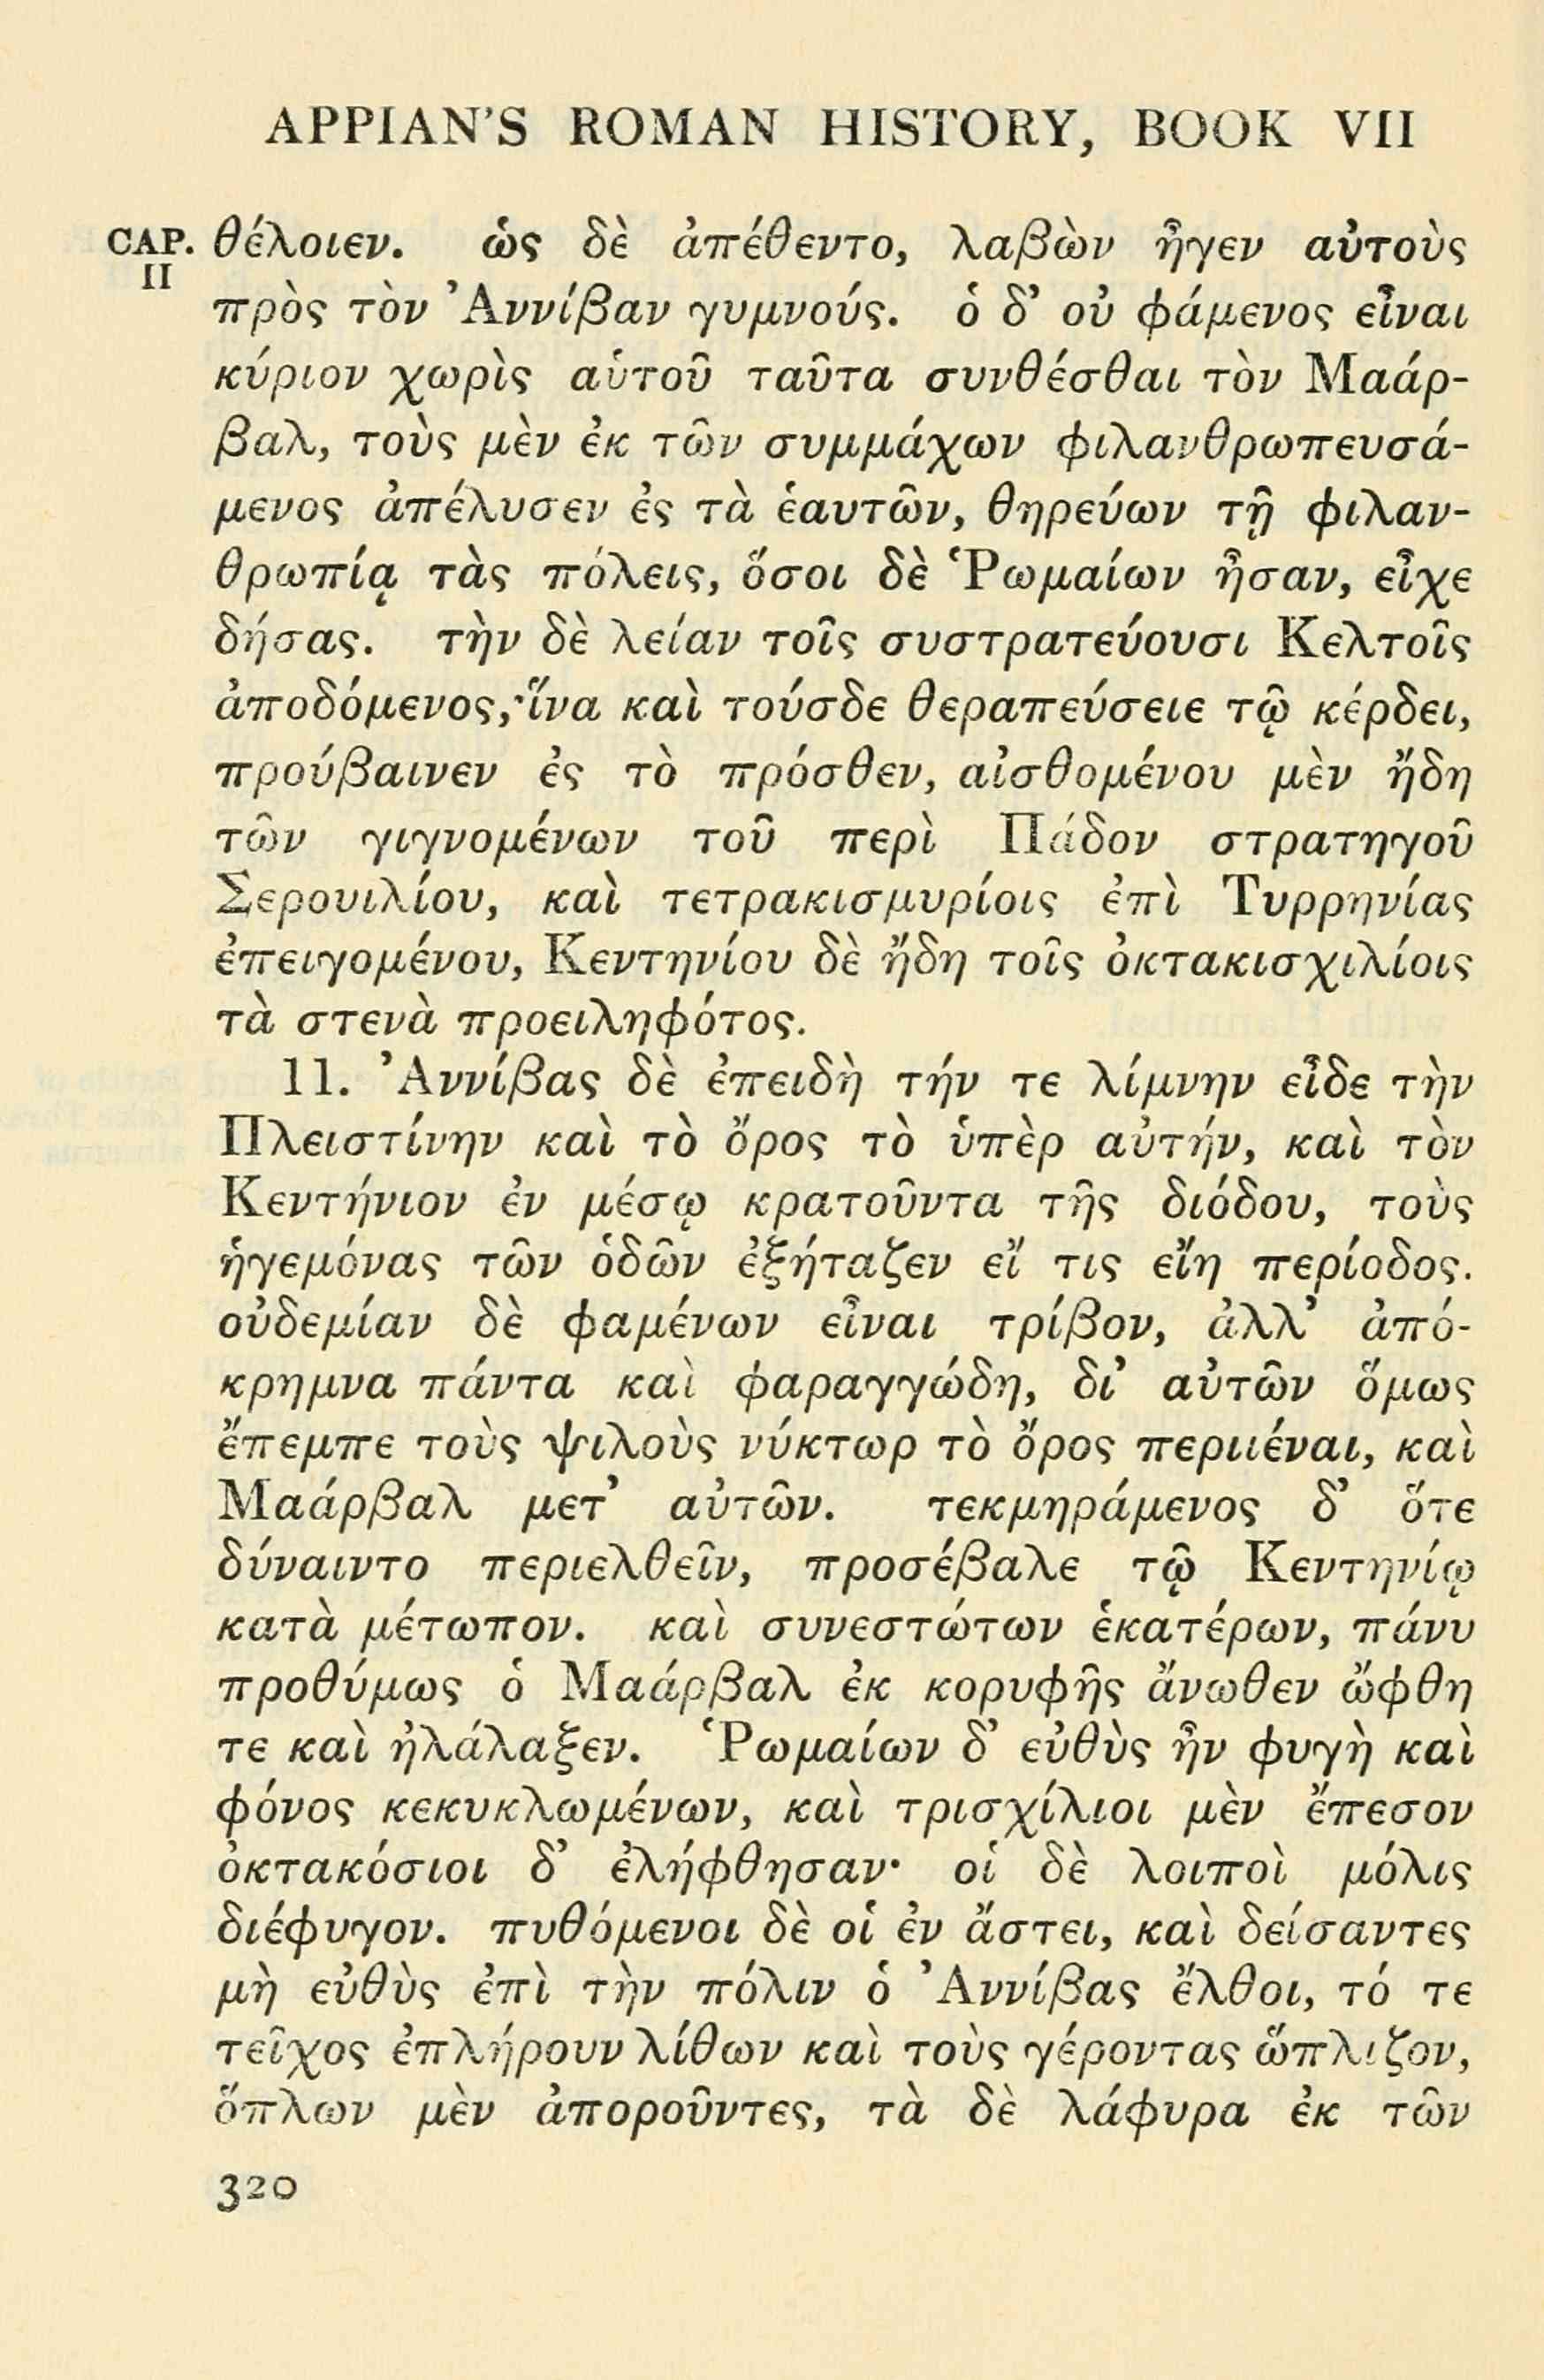 APPIAN'S ROMAN HISTORY, BOOK VII
CAP. II
θέλοιεν. ὡς δὲ ἀπέθεντο, λαβὼν ἦγεν αὐτοὺς
πρὸς τὸν Ἀννίβαν γυμνούς. ὁ δ' οὐ φάμενος εἶναι
κύριον χωρὶς αὑτοῦ ταῦτα συνθέσθαι τὸν Μαάρ-
βαλ, τοὺς μὲν ἐκ τῶν συμμάχων φιλανθρωπευσά-
μενος ἀπέλυσεν ἐς τὰ ἑαυτῶν, θηρεύων τῇ φιλαν-
θρωπίᾳ τὰς πόλεις, ὅσοι δὲ Ῥωμαίων ἦσαν, εἶχε
δήσας. τὴν δὲ λείαν τοῖς συστρατεύουσι Κελτοῖς
ἀποδόμενος, ἵνα καὶ τούσδε θεραπεύσειε τῷ κέρδει,
προύβαινεν ἐς τὸ πρόσθεν, αἰσθομένου μὲν ἤδη
τῶν γιγνομένων τοῦ περὶ Πάδον στρατηγοῦ
Σερουιλίου, καὶ τετρακισμυρίοις ἐπὶ Τυρρηνίας
ἐπειγομένου, Κεντηνίου δὲ ἤδη τοῖς ὀκτακισχιλίοις
τὰ στενὰ προειληφότος.
11. Ἀννίβας δὲ ἐπειδὴ τήν τε λίμνην εἶδε τὴν
Πλειστίνην καὶ τὸ ὄρος τὸ ὑπὲρ αὐτήν, καὶ τὸν
Κεντήνιον ἐν μέσῳ κρατοῦντα τῆς διόδου, τοὺς
ἡγεμόνας τῶν ὁδῶν ἐξήταζεν εἴ τις εἴη περίοδος.
οὐδεμίαν δὲ φαμένων εἶναι τρίβον, ἀλλ' ἀπό-
κρημνα πάντα καὶ φαραγγώδη, δι' αὐτῶν ὅμως
ἔπεμπε τοὺς ψιλοὺς νύκτωρ τὸ ὄρος περιιέναι, καὶ
Μαάρβαλ μετ' αὐτῶν. τεκμηράμενος δ' ὅτε
δύναιντο περιελθεῖν, προσέβαλε τῷ Κεντηνίῳ
κατὰ μέτωπον. καὶ συνεστώτων ἑκατέρων, πάνυ
προθύμως ὁ Μαάρβαλ ἐκ κορυφῆς ἄνωθεν ὤφθη
τε καὶ ἠλάλαξεν. Ῥωμαίων δ' εὐθὺς ἦν φυγὴ καὶ
φόνος κεκυκλωμένων, καὶ τρισχίλιοι μὲν ἔπεσον
ὀκτακόσιοι δ' ἐλήφθησαν· οἱ δὲ λοιποὶ μόλις
διέφυγον. πυθόμενοι δὲ οἱ ἐν ἄστει, καὶ δείσαντες
μὴ εὐθὺς ἐπὶ τὴν πόλιν ὁ Ἀννίβας ἔλθοι, τό τε
τεῖχος ἐπλήρουν λίθων καὶ τοὺς γέροντας ὥπλιζον,
ὅπλων μὲν ἀποροῦντες, τὰ δὲ λάφυρα ἐκ τῶν
320